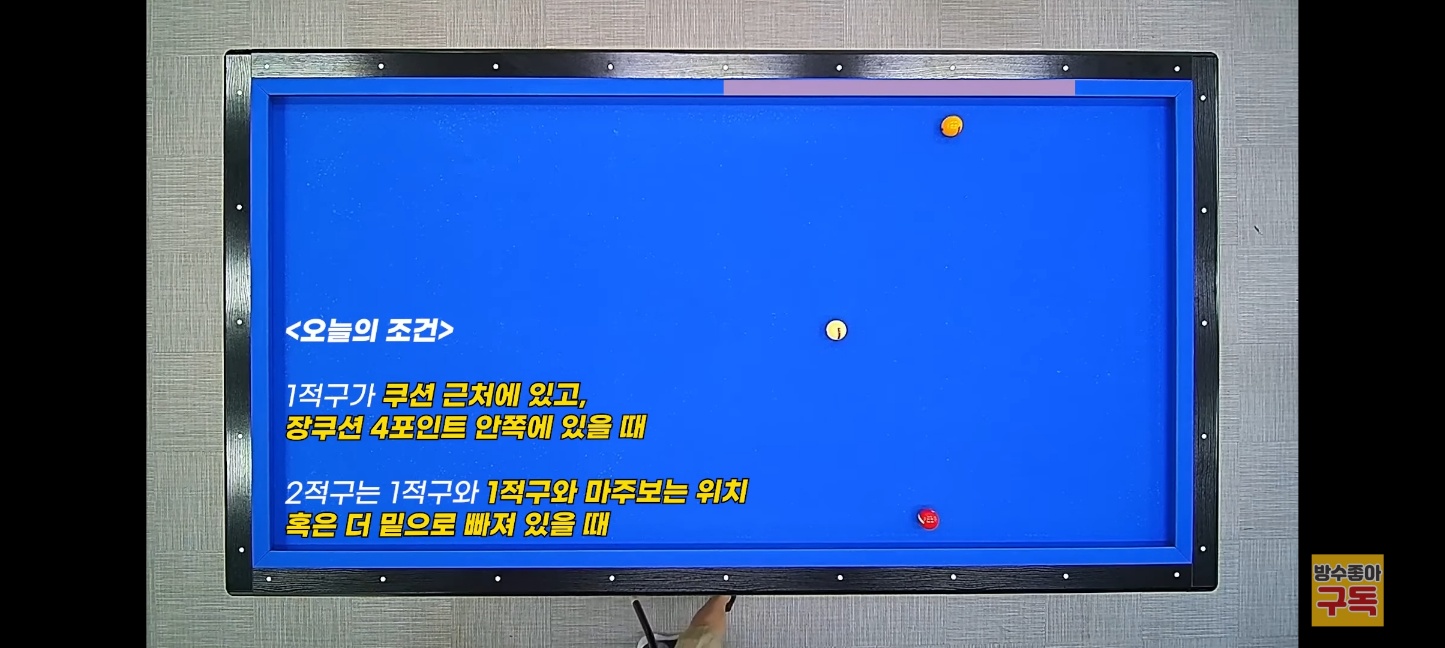 <오늘의 조건>
1적구가 쿠션 근처에 있고,
장쿠션 4포인트 안쪽에 있을 때
2적구는 1적구와 1적구와 마주보는 위치
혹은 더 밑으로 빠져 있을 때
방수좋아
구독